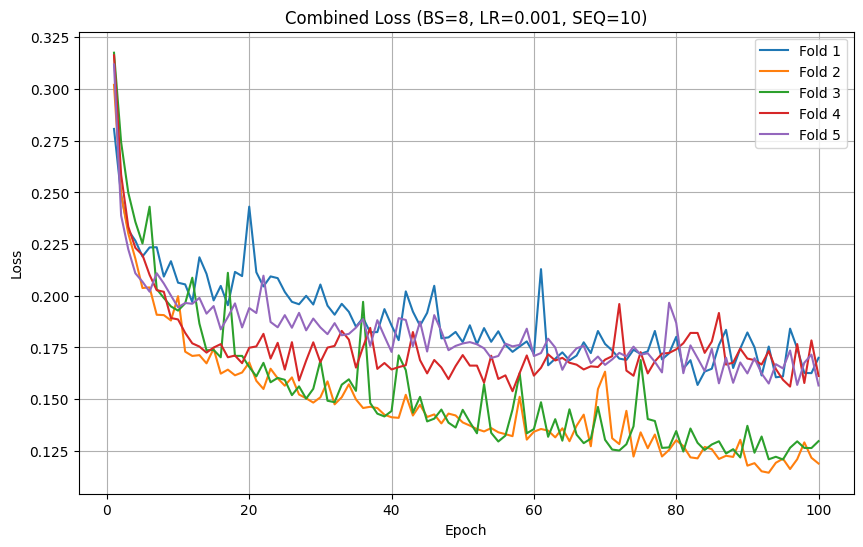 Combined Loss (BS=8, LR=0.001, SEQ=10)
Loss
0.325
0.300
0.275
0.250
0.225
0.200
0.175
0.150
0.125
Fold 1
Fold 2
Fold 3
Fold 4
Fold 5
0
20
40
60
80
100
Epoch